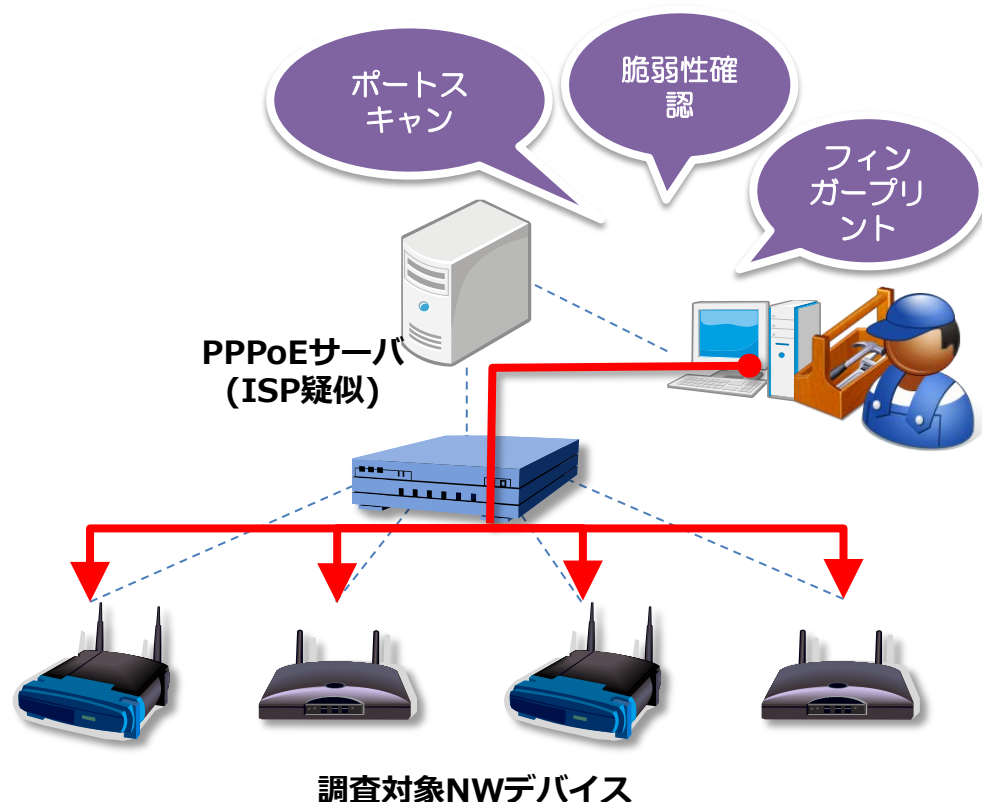 ポートス
キャン
脆弱性確
認
フィン
ガープリ
ント
PPPoEサーバ
(ISP疑似)
調査対象NWデバイス